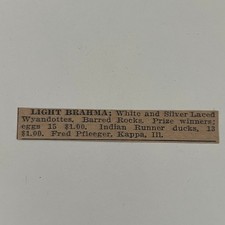 LIGHT BRAHMA; White and Silver Laced
Wyandottes, Barred Rocks. Prize winners;
eggs 15 $1.00. Indian Runner ducks, 13
$1.00. Fred Pfleeger, Kappa, Ill.